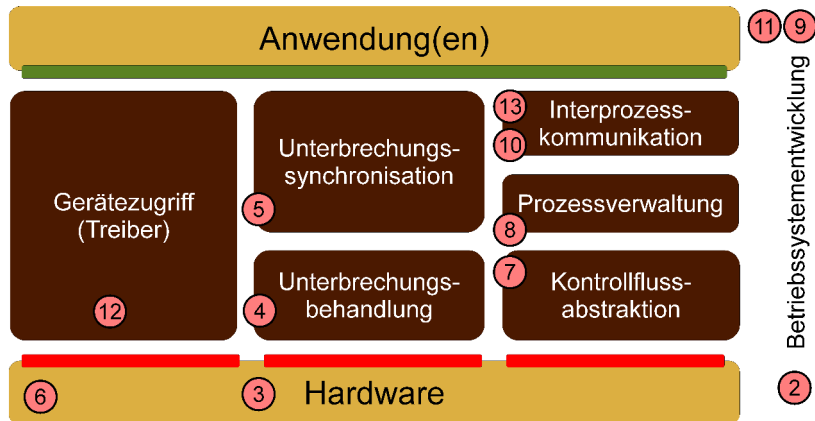 Anwendung(en)
11 9
Gerätezugriff
(Treiber)
12
Unterbrechungs-
synchronisation
5
Unterbrechungs-
behandlung
4
13
Interprozess-
kommunikation
10
Prozessverwaltung
8
7
Kontrollfluss-
abstraktion
Betriebssystementwicklung
2
6
3
Hardware